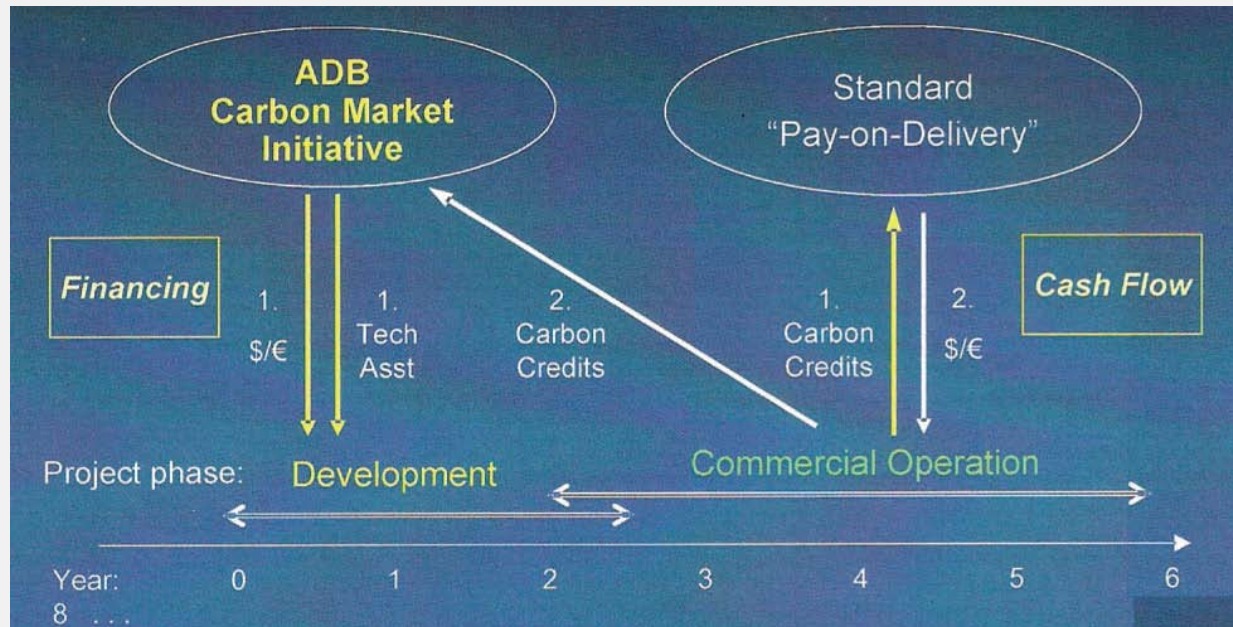 ADB
Carbon Market
Initiative
Standard
“Pay-on-Delivery”
Financing
1.
$/€
1.
Tech
Asst
2.
Carbon
Credits
1.
Carbon
Credits
2.
$/€
Cash Flow
Project phase:
Development
Commercial Operation
Year: 0 1 2 3 4 5 6
8 . . .